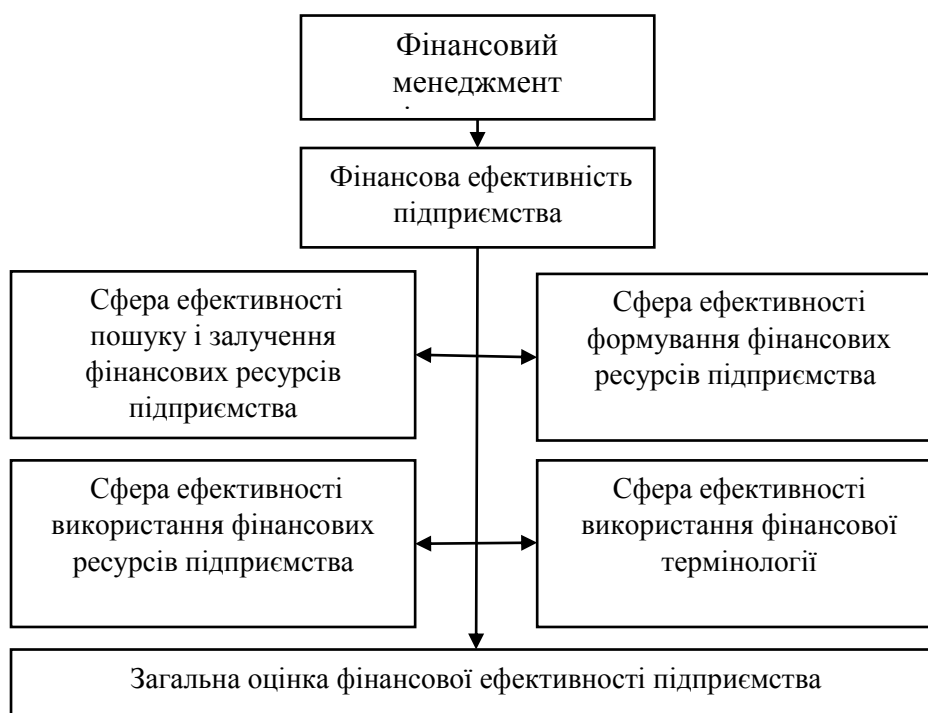 Фінансовий
менеджмент
Фінансова ефективність
підприємства
Сфера ефективності
пошуку і залучення
фінансових ресурсів
підприємства
Сфера ефективності
формування фінансових
ресурсів підприємства
Сфера ефективності
використання фінансових
ресурсів підприємства
Сфера ефективності
використання фінансової
термінології
Загальна оцінка фінансової ефективності підприємства